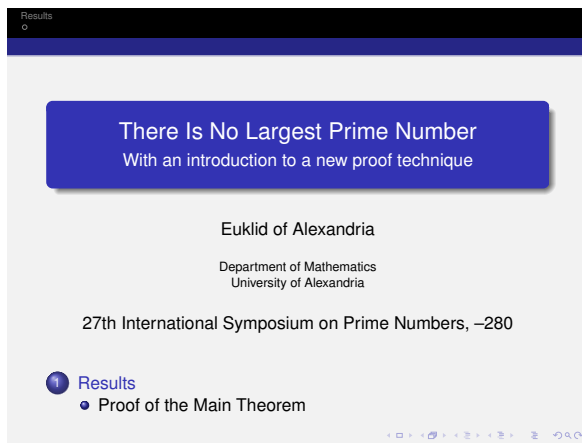 Results
There Is No Largest Prime Number
With an introduction to a new proof technique
Euklid of Alexandria
Department of Mathematics
University of Alexandria
27th International Symposium on Prime Numbers, –280
1 Results
Proof of the Main Theorem